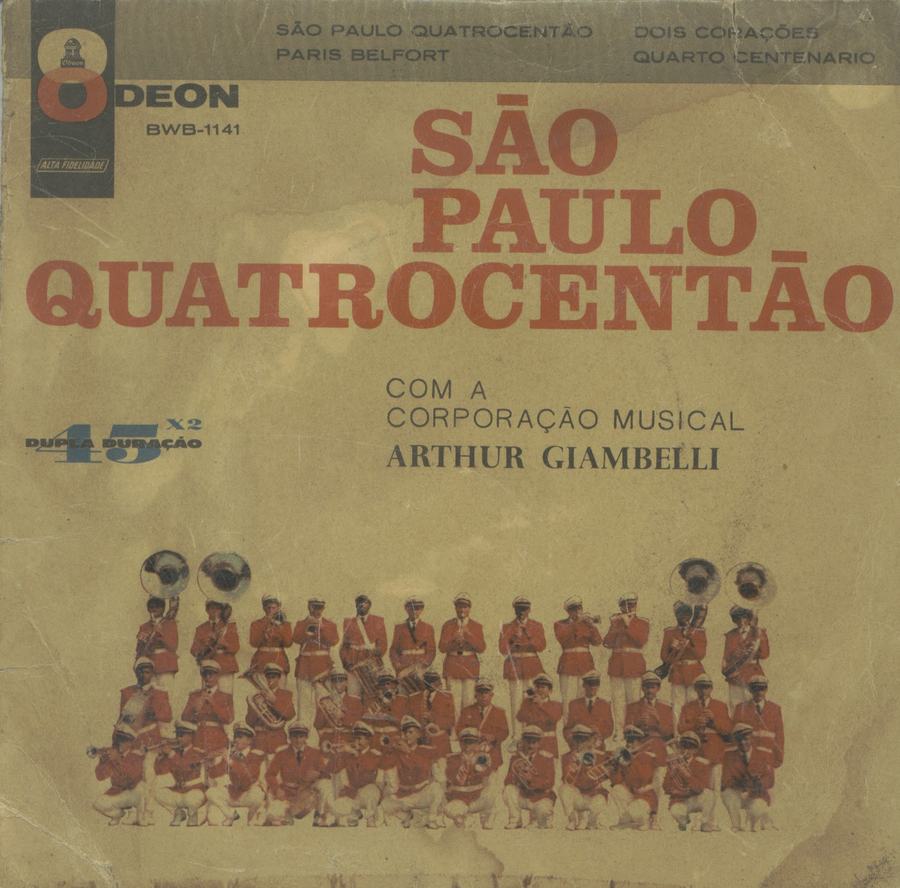 SÃO PAULO QUATROCENTÃO
PARIS BELFORT
DOIS CORAÇÕES
QUARTO CENTENARIO
Odeon
ODEON
BWB-1141
ALTA FIDELIDADE
SÃO
PAULO
QUATROCENTÃO
COM A
CORPORAÇÃO MUSICAL
ARTHUR GIAMBELLI
45 X2
DUPLA DURAÇÃO